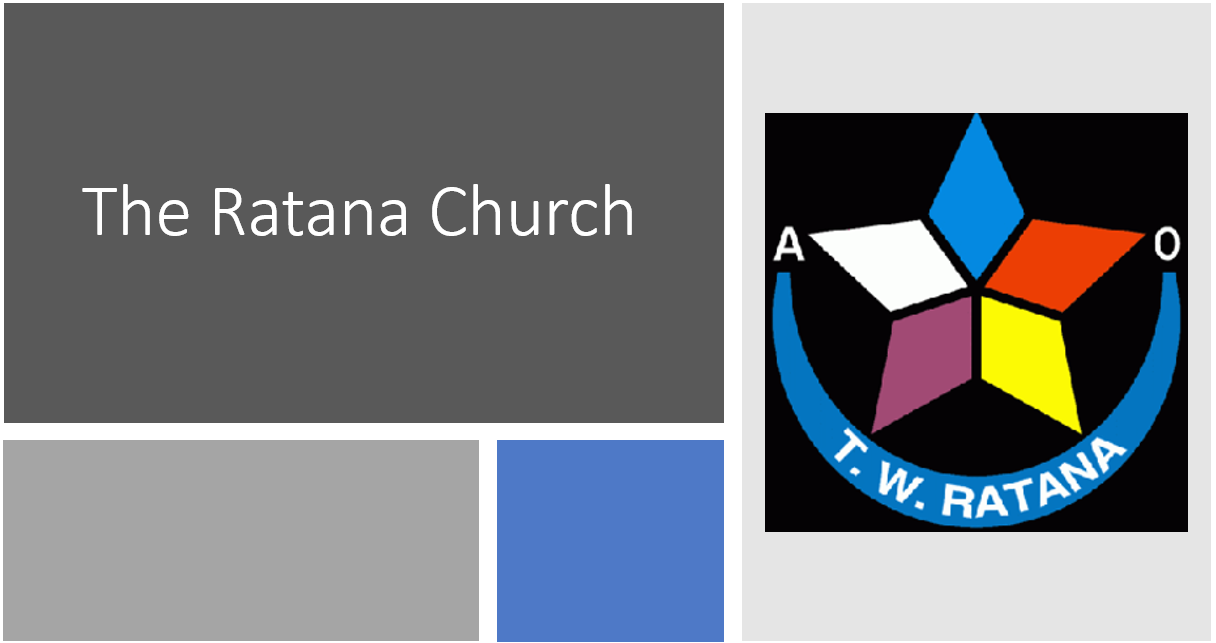 The Ratana Church
A O
T. W. RATANA